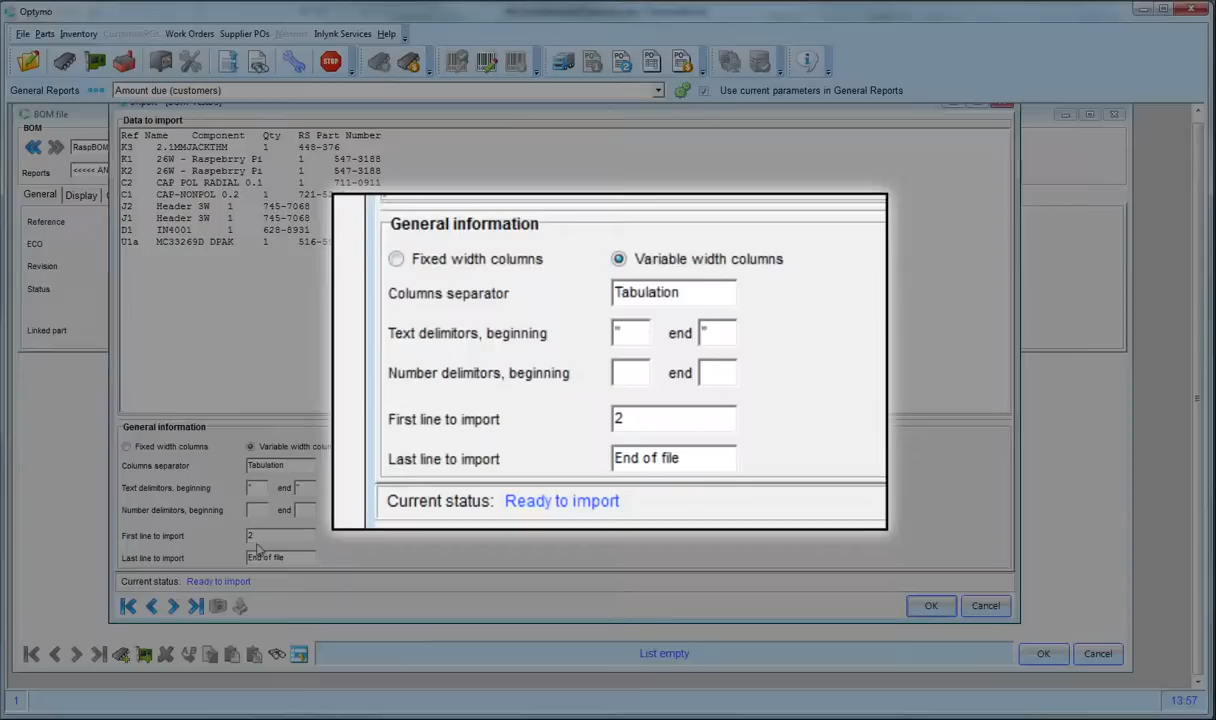 Optymo
File Parts Inventory Work Orders Supplier POs Inlynk Services Help
General Reports Amount due (customers) Use current parameters in General Reports
BOM file
BOM
Reports
General Display
Reference
ECO
Revision
Status
Linked part
Data to import
Ref Name Component Qty RS Part Number
K3 2.1MMJACKTHM 1 448-376
K1 26W - Raspebrry Pi 1 547-3188
K2 26W - Raspebrry Pi 1 547-3188
C2 CAP POL RADIAL 0.1 1 711-0911
C1 CAP-NONPOL 0.2 1
J2 Header 3W 1 745-7068
J1 Header 3W 1 745-7068
D1 IN4001 1 628-8931
U1a MC33269D DPAK 1
General information
Fixed width columns Variable width columns
Columns separator Tabulation
Text delimitors, beginning " end "
Number delimitors, beginning end
First line to import 2
Last line to import End of file
Current status: Ready to import
General information
Fixed width columns Variable width
Columns separator Tabulation
Text delimitors, beginning " end "
Number delimitors, beginning end
First line to import 2
Last line to import End of file
Current status: Ready to import
OK Cancel
List empty
OK Cancel
1 13:57